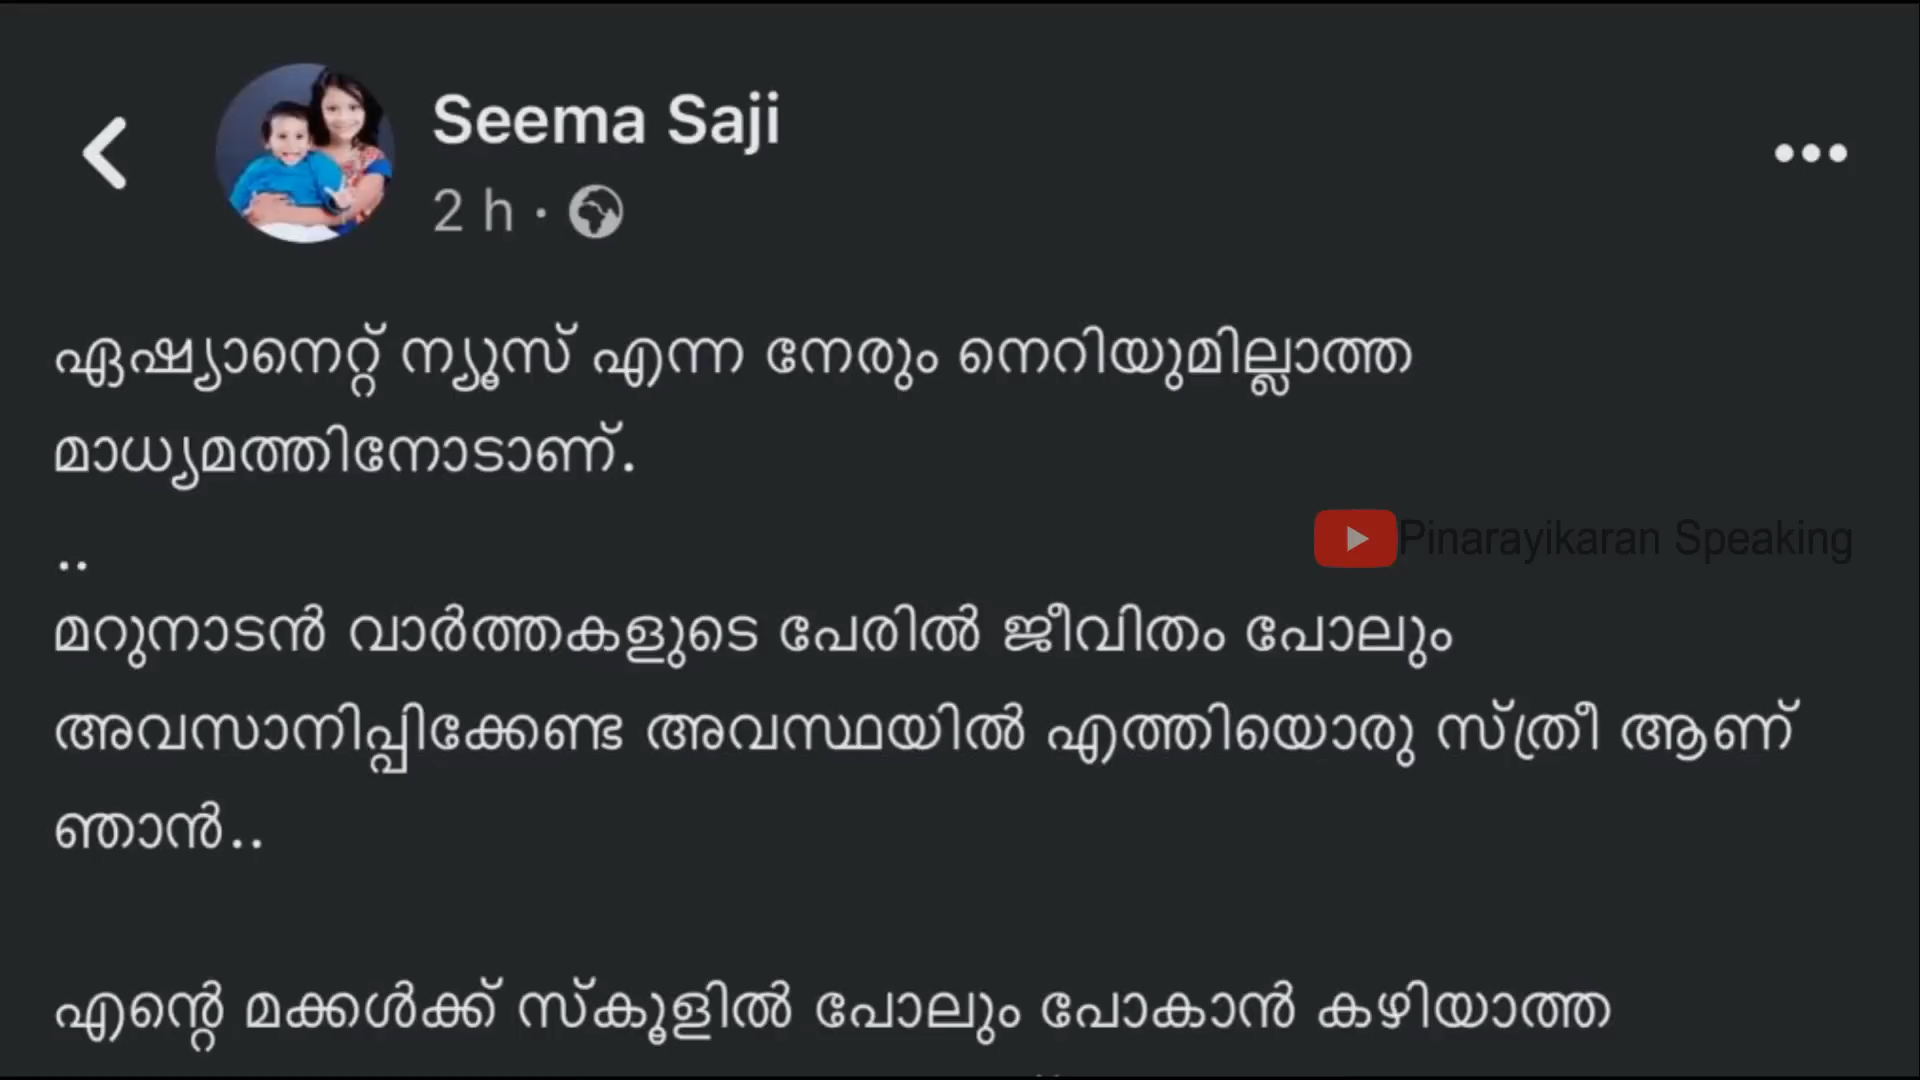 Seema Saji
2 h ·
ഏഷ്യാനെറ്റ് ന്യൂസ് എന്ന നേരും നെറിയുമില്ലാത്ത
മാധ്യമത്തിനോടാണ്.
..
Pinarayikaran Speaking
മറുനാടൻ വാർത്തകളുടെ പേരിൽ ജീവിതം പോലും
അവസാനിപ്പിക്കേണ്ട അവസ്ഥയിൽ എത്തിയൊരു സ്ത്രീ ആണ്
ഞാൻ..
എന്റെ മക്കൾക്ക് സ്കൂളിൽ പോലും പോകാൻ കഴിയാത്ത